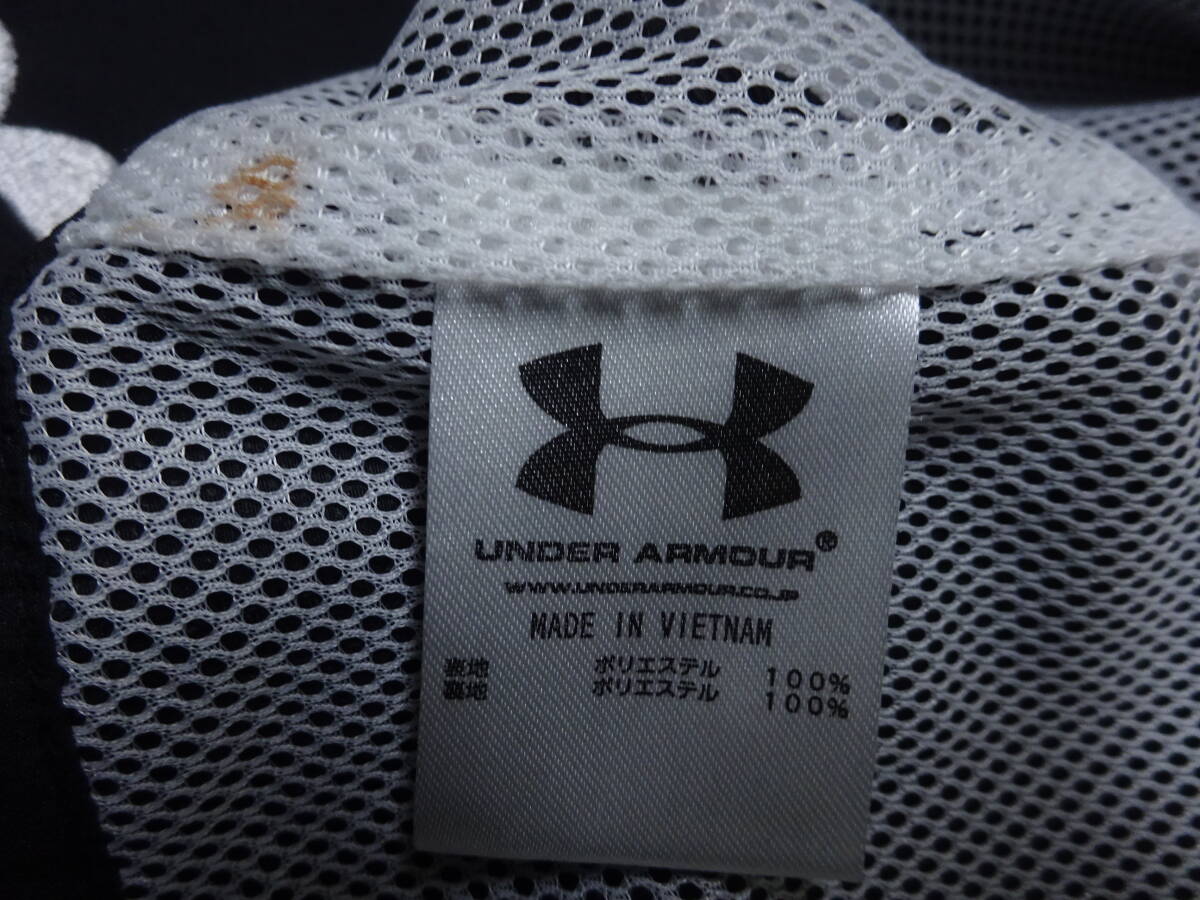 UNDER ARMOUR®
WWW.UNDERARMOUR.CO.JP
MADE IN VIETNAM
表地 ポリエステル 100%
裏地 ポリエステル 100%